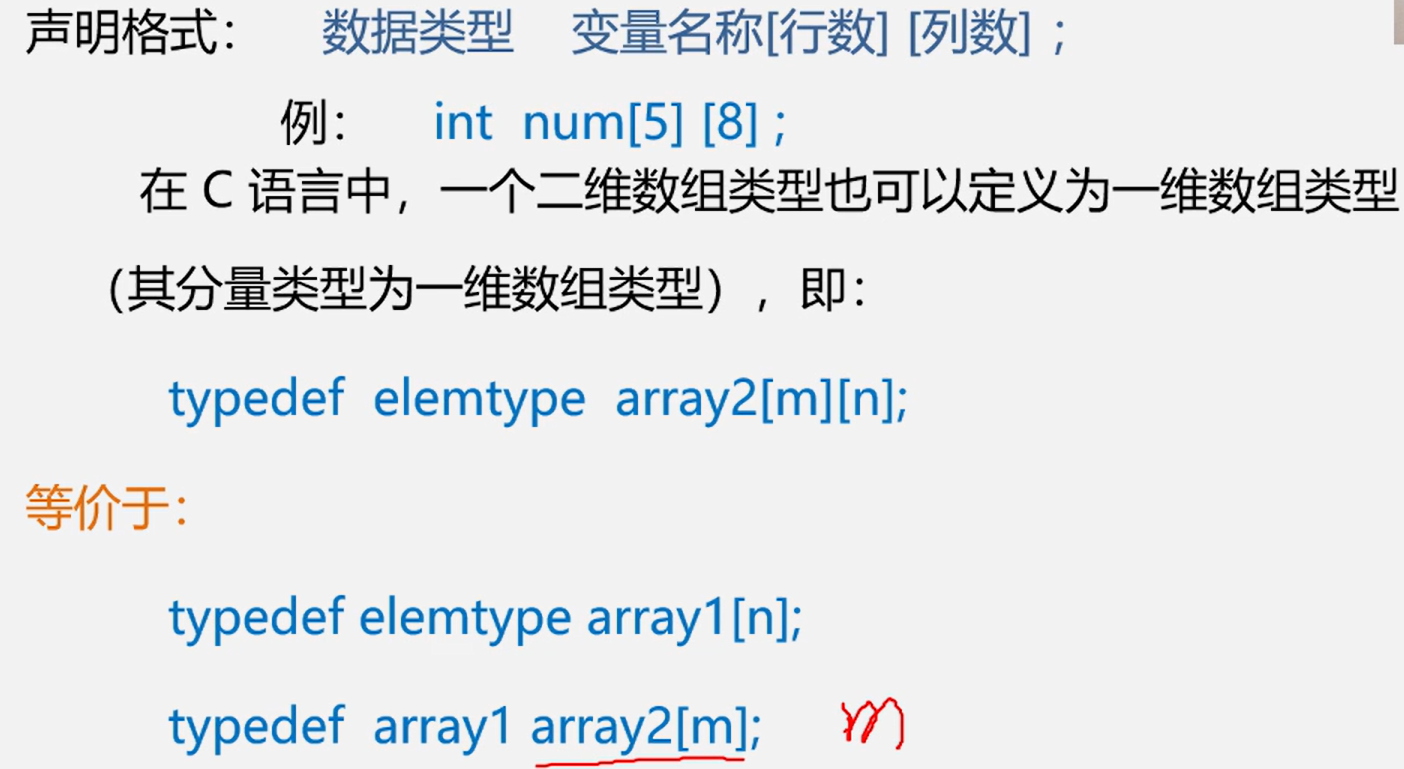 声明格式： 数据类型 变量名称[行数] [列数] ；
例： int num[5] [8] ;
在 C 语言中，一个二维数组类型也可以定义为一维数组类型
（其分量类型为一维数组类型），即：
typedef elemtype array2[m][n];
等价于：
typedef elemtype array1[n];
typedef array1 array2[m]; m